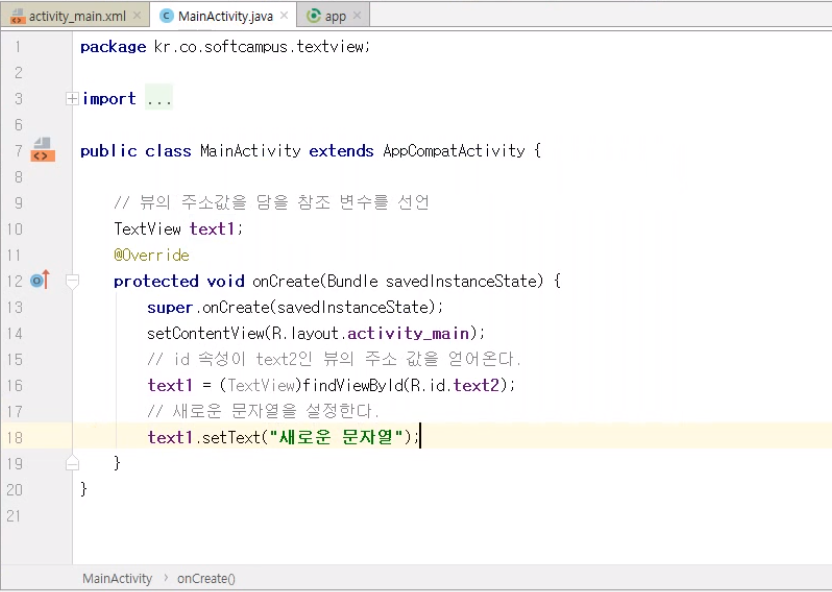 activity_main.xml × MainActivity.java × app ×
1 package kr.co.softcampus.textview;
2
3 import ...
6
7 public class MainActivity extends AppCompatActivity {
8
9 // 뷰의 주소값을 담을 참조 변수를 선언
10 TextView text1;
11 @Override
12 protected void onCreate(Bundle savedInstanceState) {
13 super.onCreate(savedInstanceState);
14 setContentView(R.layout.activity_main);
15 // id 속성이 text2인 뷰의 주소 값을 얻어온다.
16 text1 = (TextView)findViewById(R.id.text2);
17 // 새로운 문자열을 설정한다.
18 text1.setText("새로운 문자열");
19 }
20 }
21
MainActivity › onCreate()